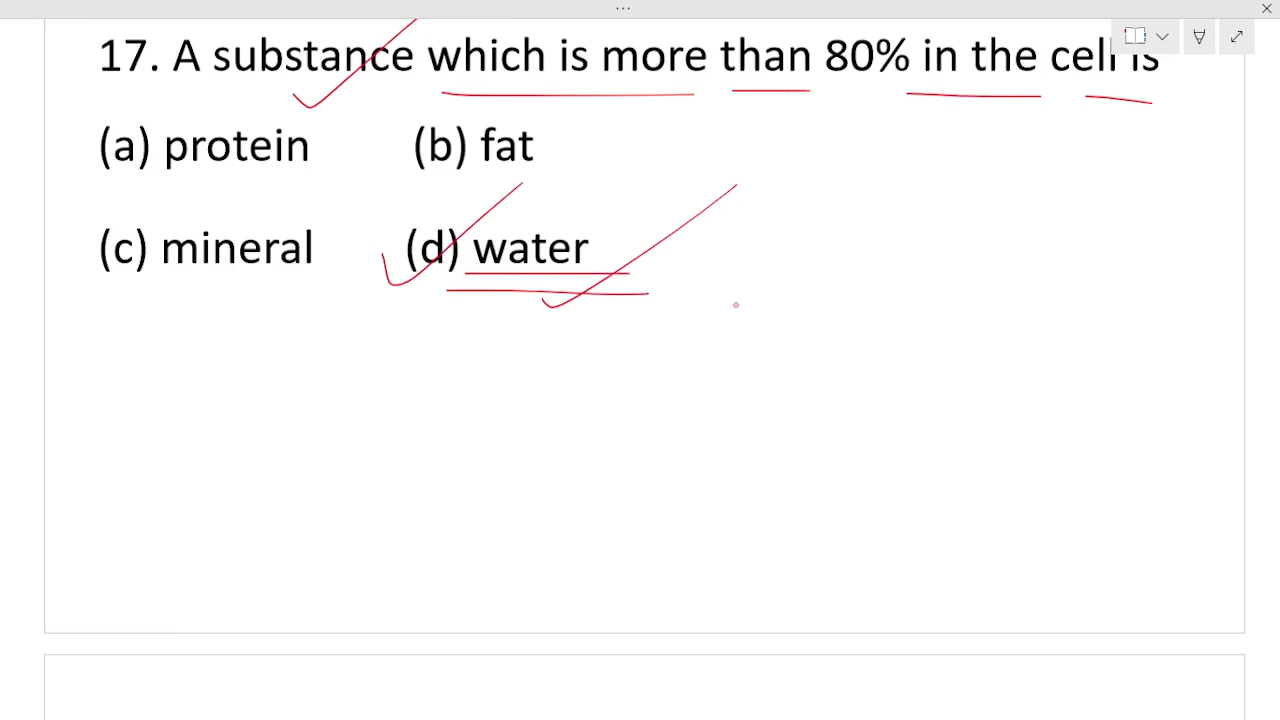 17. A substance which is more than 80% in the cell is
(a) protein (b) fat
(c) mineral (d) water